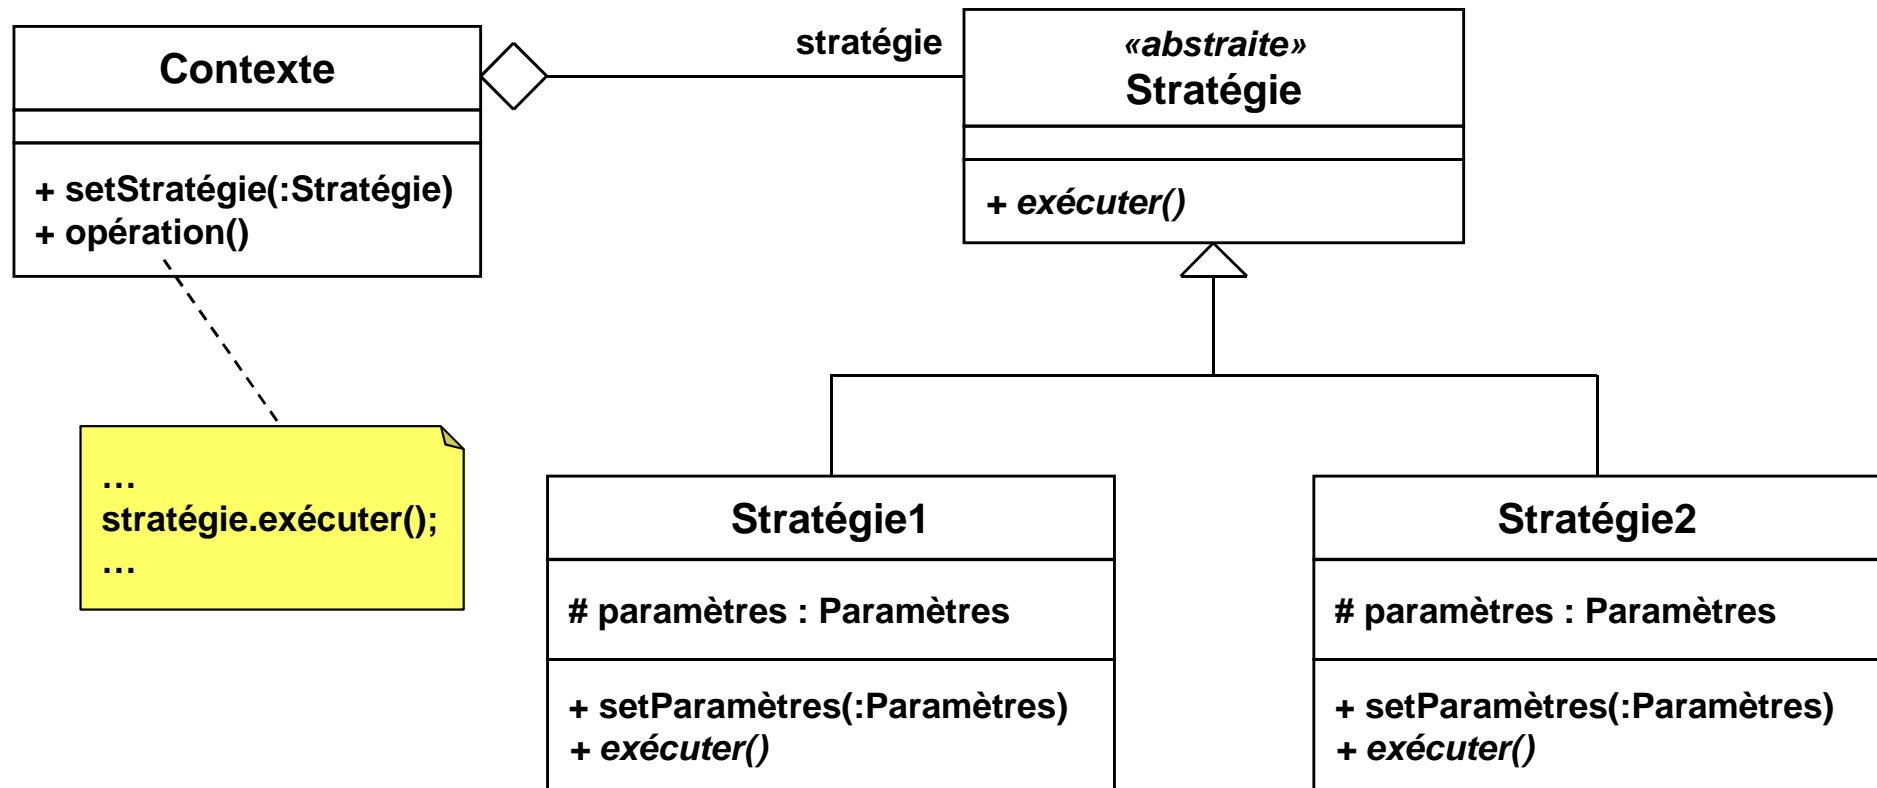 Contexte
+ setStratégie(:Stratégie)
+ opération()
stratégie
«abstraite»
Stratégie
+ exécuter()
…
stratégie.exécuter();
…
Stratégie1
# paramètres : Paramètres
+ setParamètres(:Paramètres)
+ exécuter()
Stratégie2
# paramètres : Paramètres
+ setParamètres(:Paramètres)
+ exécuter()